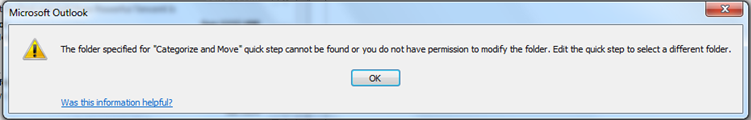 Microsoft Outlook
The folder specified for "Categorize and Move" quick step cannot be found or you do not have permission to modify the folder. Edit the quick step to select a different folder.
OK
Was this information helpful?